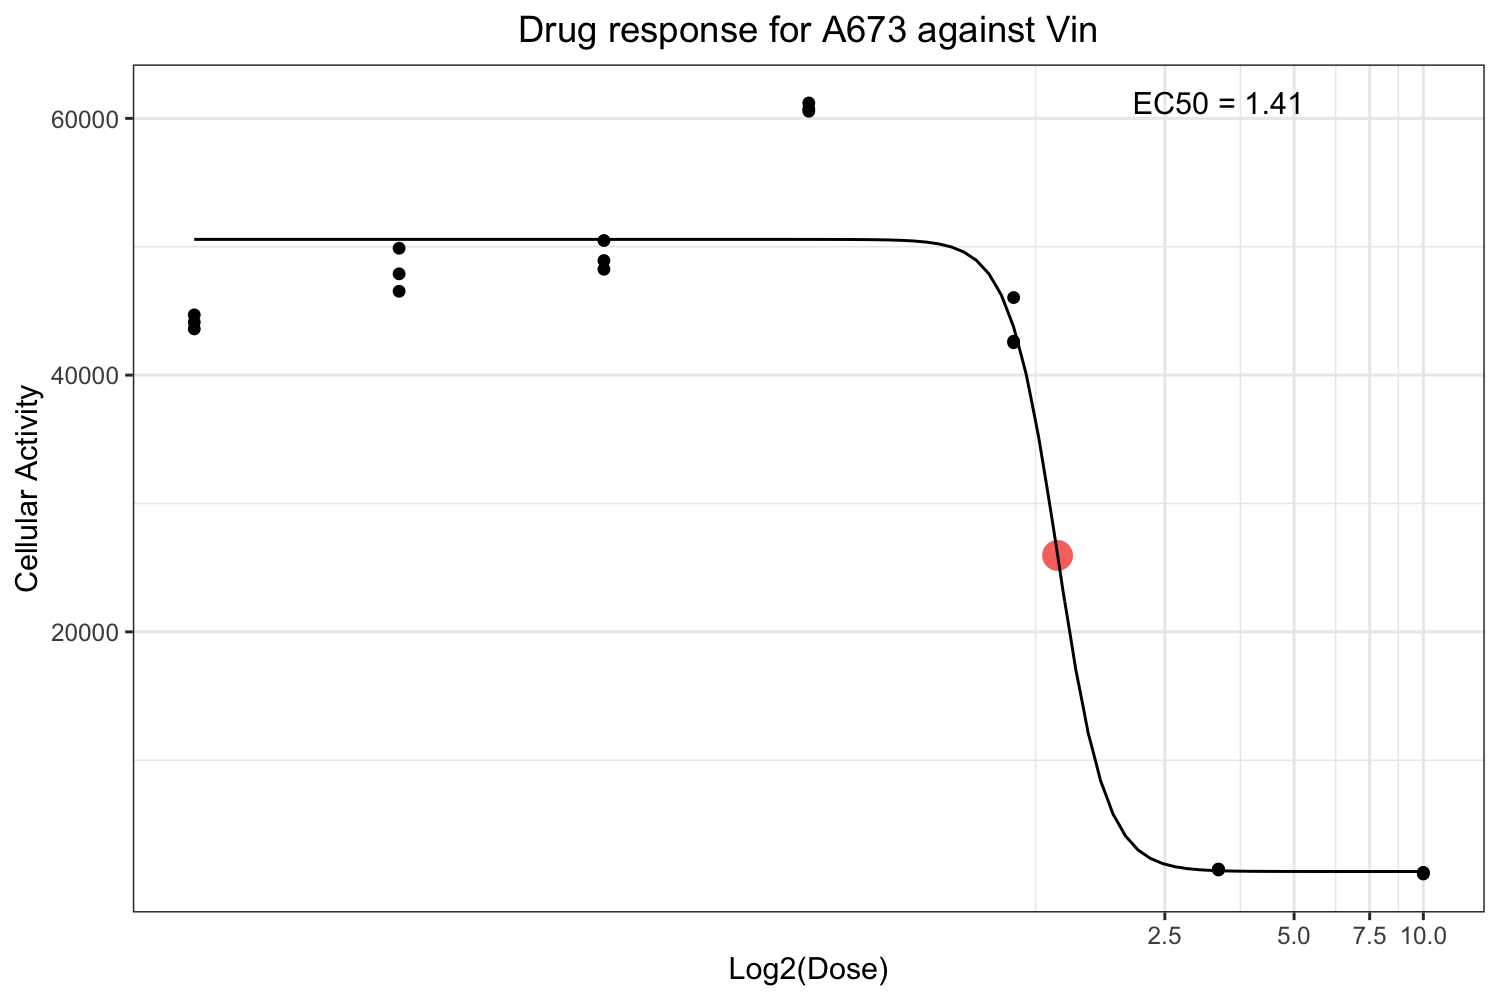 Drug response for A673 against Vin
EC50 = 1.41
60000
40000
20000
Cellular Activity
2.5 5.0 7.5 10.0
Log2(Dose)